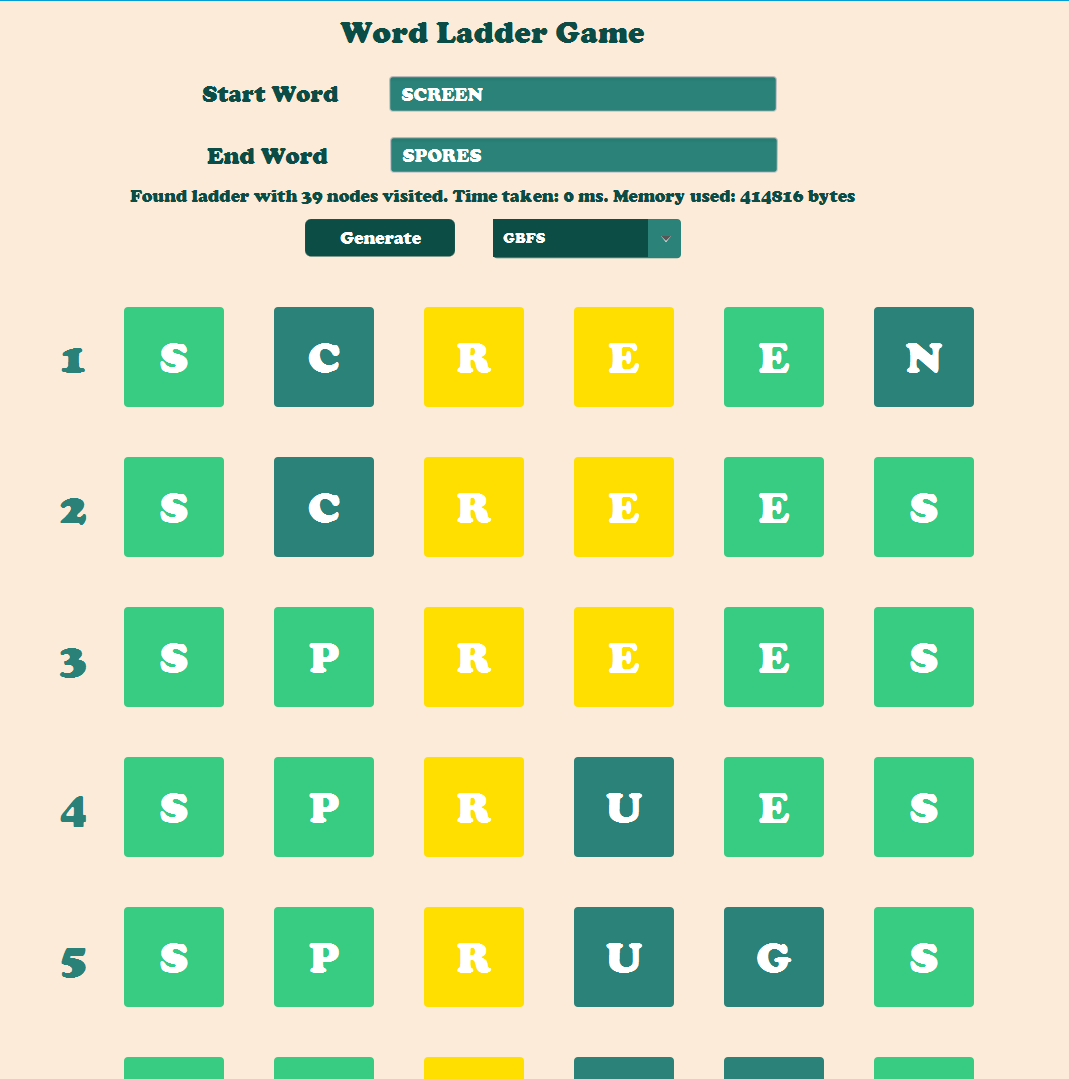 Word Ladder Game
Start Word SCREEN
End Word SPORES
Found ladder with 39 nodes visited. Time taken: 0 ms. Memory used: 414816 bytes
Generate GBFS
1 S C R E E N
2 S C R E E S
3 S P R E E S
4 S P R U E S
5 S P R U G S